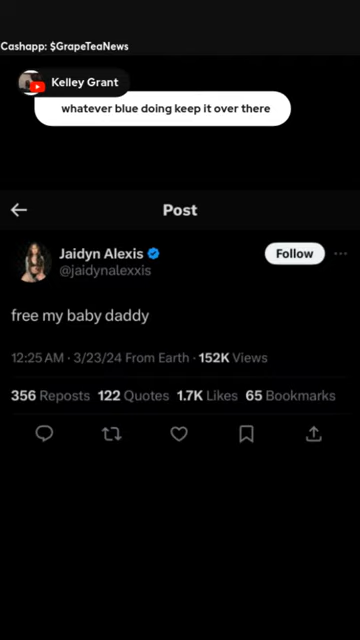 Cashapp: $GrapeTeaNews
Kelley Grant
whatever blue doing keep it over there
Post
Jaidyn Alexis
Follow
@jaidynalexxis
free my baby daddy
12:25 AM · 3/23/24 From Earth · 152K Views
356 Reposts 122 Quotes 1.7K Likes 65 Bookmarks